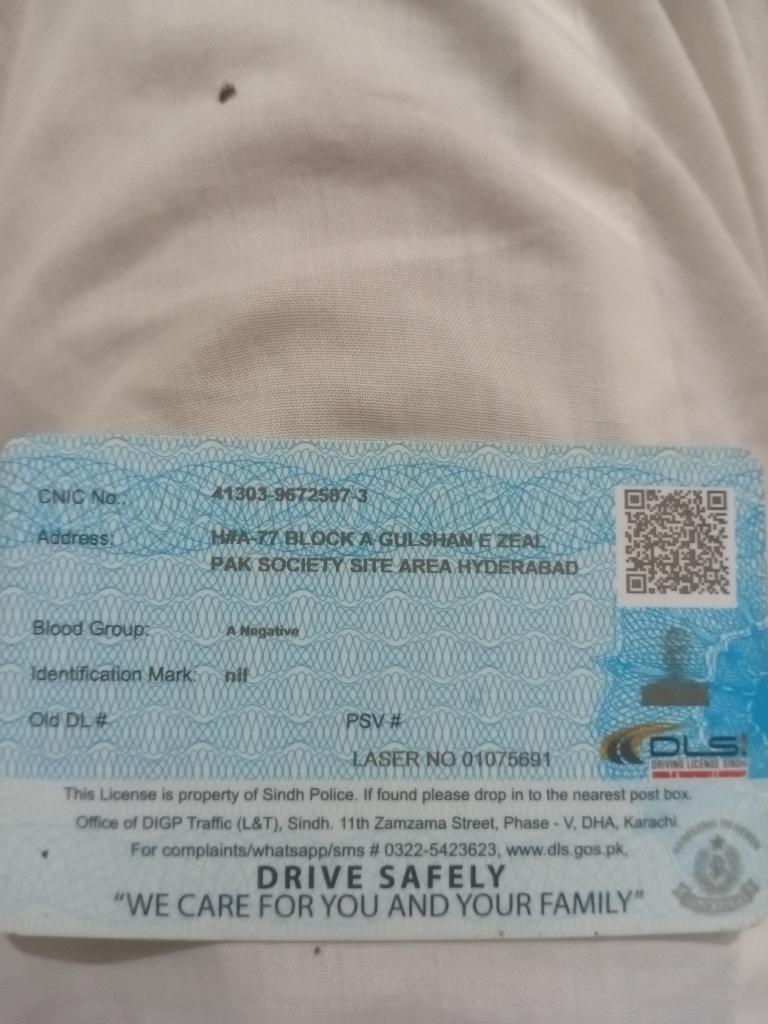 CNIC No.: 41303-9672587-3
Address: H#A-77 BLOCK A GULSHAN E ZEAL
PAK SOCIETY SITE AREA HYDERABAD
Blood Group: A Negative
Identification Mark: nil
Old DL # PSV #
LASER NO 01075691
DLS
DRIVING LICENSE SINDH
This License is property of Sindh Police. If found please drop in to the nearest post box.
Office of DIGP Traffic (L&T), Sindh. 11th Zamzama Street, Phase - V, DHA, Karachi.
For complaints/whatsapp/sms # 0322-5423623, www.dls.gos.pk,
DRIVE SAFELY
"WE CARE FOR YOU AND YOUR FAMILY"